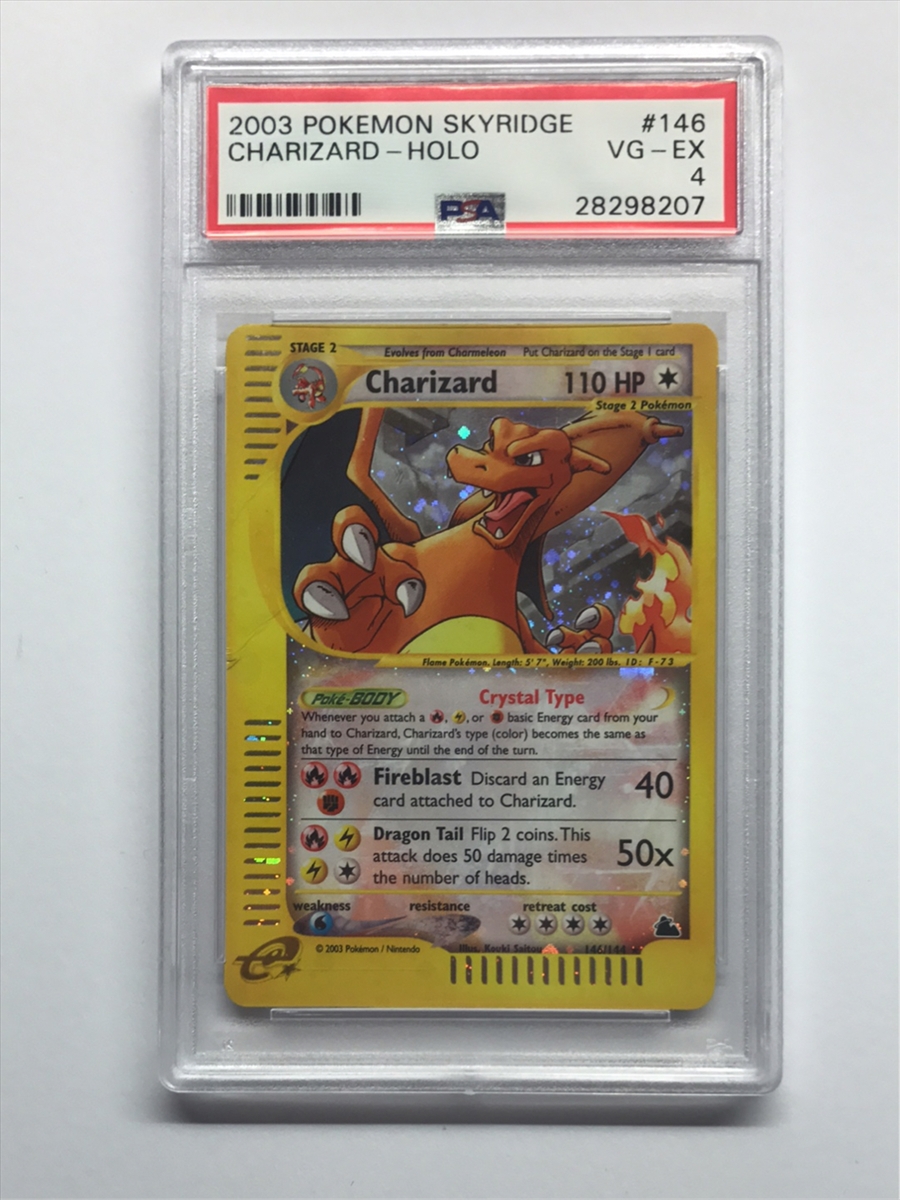 2003 POKEMON SKYRIDGE #146
CHARIZARD – HOLO VG – EX
4
PSA 28298207
STAGE 2 Evolves from Charmeleon Put Charizard on the Stage 1 card
Charizard 110 HP
Stage 2 Pokémon
Flame Pokémon. Length: 5' 7", Weight: 200 lbs. ID: F-73
Poké-BODY Crystal Type
Whenever you attach a , , or basic Energy card from your
hand to Charizard, Charizard's type (color) becomes the same as
that type of Energy until the end of the turn.
Fireblast Discard an Energy
card attached to Charizard. 40
Dragon Tail Flip 2 coins. This
attack does 50 damage times
the number of heads. 50x
weakness resistance retreat cost
© 2003 Pokémon / Nintendo Illus. Kouki Saitou 146/144
e